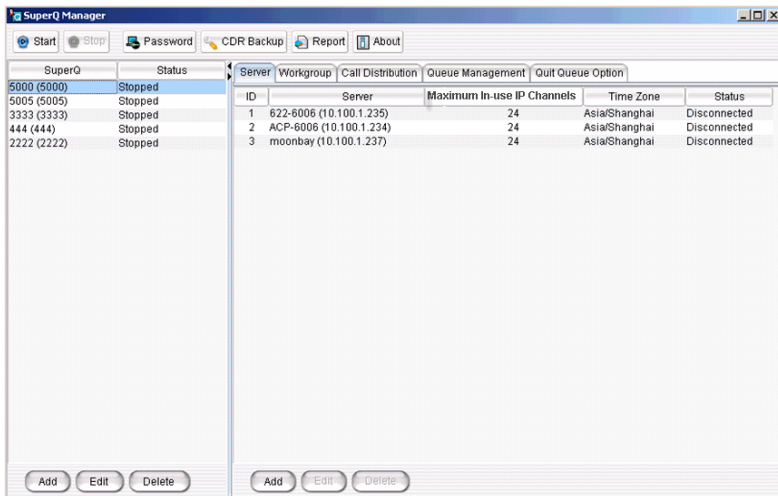 SuperQ Manager
Start Stop Password CDR Backup Report About
SuperQ Status
5000 (5000) Stopped
5005 (5005) Stopped
3333 (3333) Stopped
444 (444) Stopped
2222 (2222) Stopped
Add Edit Delete
Server Workgroup Call Distribution Queue Management Quit Queue Option
ID Server Maximum In-use IP Channels Time Zone Status
1 622-6006 (10.100.1.235) 24 Asia/Shanghai Disconnected
2 ACP-6006 (10.100.1.234) 24 Asia/Shanghai Disconnected
3 moonbay (10.100.1.237) 24 Asia/Shanghai Disconnected
Add Edit Delete